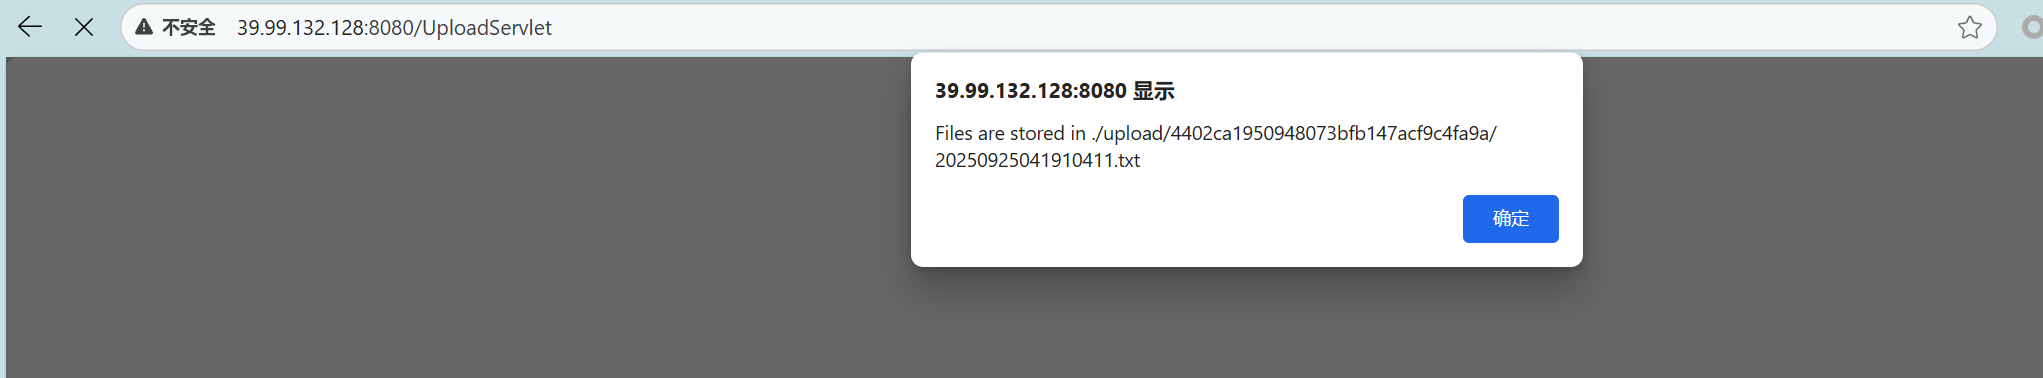 不安全 39.99.132.128:8080/UploadServlet
39.99.132.128:8080 显示
Files are stored in ./upload/4402ca1950948073bfb147acf9c4fa9a/
20250925041910411.txt
确定